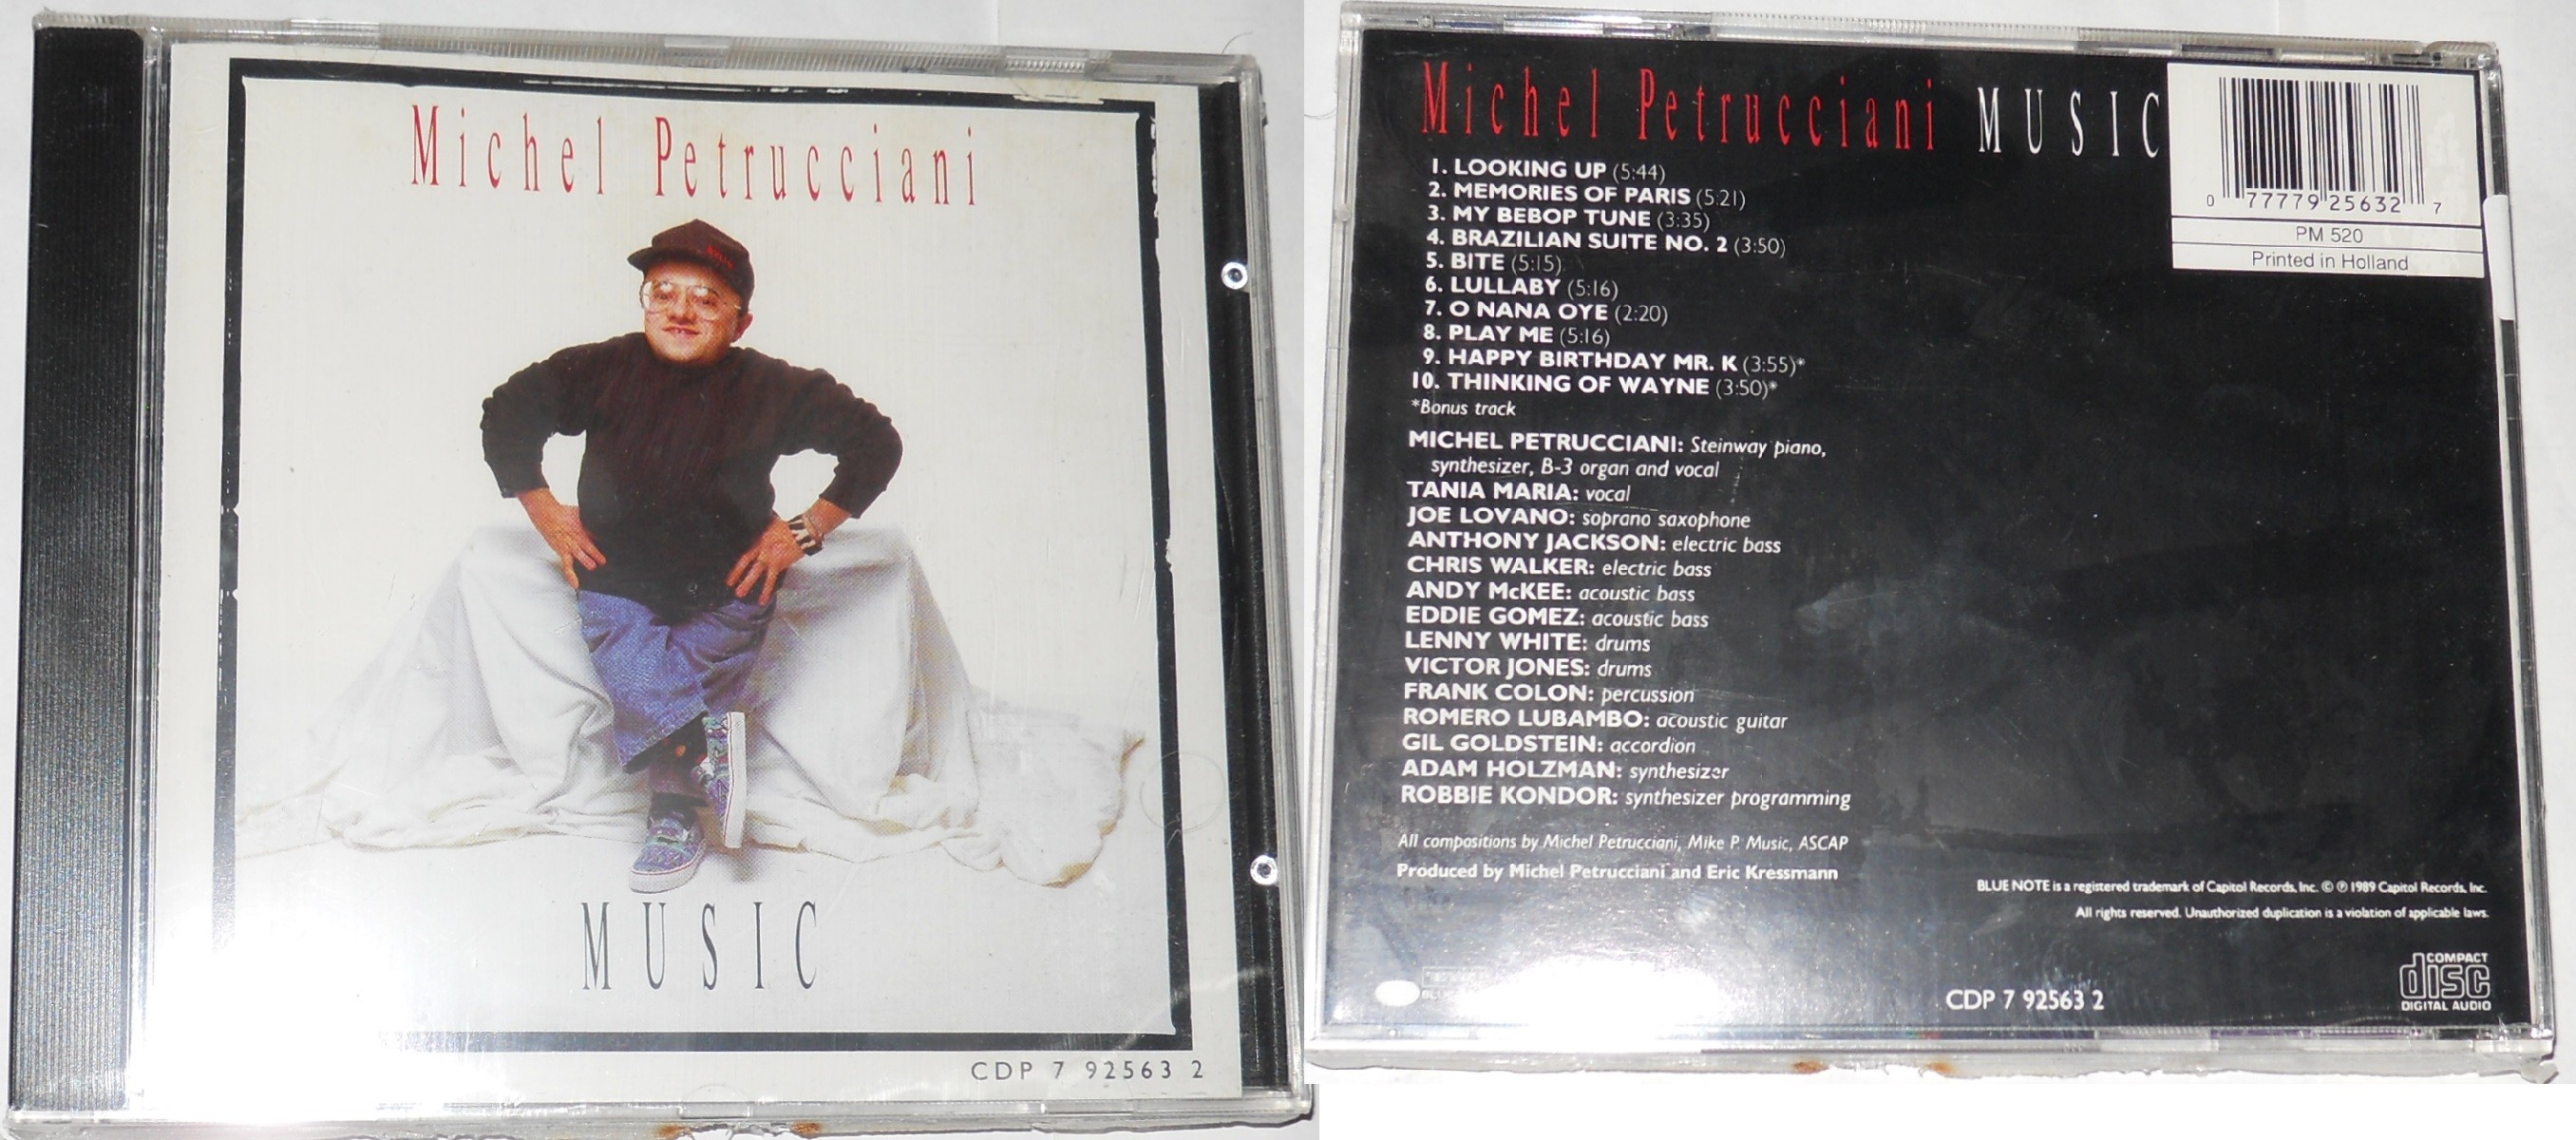 Michel Petrucciani
MUSIC
CDP 7 92563 2
Michel Petrucciani MUSIC
0 77779 25632 7
PM 520
Printed in Holland
1. LOOKING UP (5:44)
2. MEMORIES OF PARIS (5:21)
3. MY BEBOP TUNE (3:35)
4. BRAZILIAN SUITE NO. 2 (3:50)
5. BITE (5:15)
6. LULLABY (5:16)
7. O NANA OYE (2:20)
8. PLAY ME (5:16)
9. HAPPY BIRTHDAY MR. K (3:55)*
10. THINKING OF WAYNE (3:50)*
*Bonus track
MICHEL PETRUCCIANI: Steinway piano,
synthesizer, B-3 organ and vocal
TANIA MARIA: vocal
JOE LOVANO: soprano saxophone
ANTHONY JACKSON: electric bass
CHRIS WALKER: electric bass
ANDY McKEE: acoustic bass
EDDIE GOMEZ: acoustic bass
LENNY WHITE: drums
VICTOR JONES: drums
FRANK COLON: percussion
ROMERO LUBAMBO: acoustic guitar
GIL GOLDSTEIN: accordion
ADAM HOLZMAN: synthesizer
ROBBIE KONDOR: synthesizer programming
All compositions by Michel Petrucciani, Mike P. Music, ASCAP
Produced by Michel Petrucciani and Eric Kressmann
BLUE NOTE is a registered trademark of Capitol Records, Inc. © ℗ 1989 Capitol Records, Inc.
All rights reserved. Unauthorized duplication is a violation of applicable laws.
CDP 7 92563 2
COMPACT
disc
DIGITAL AUDIO